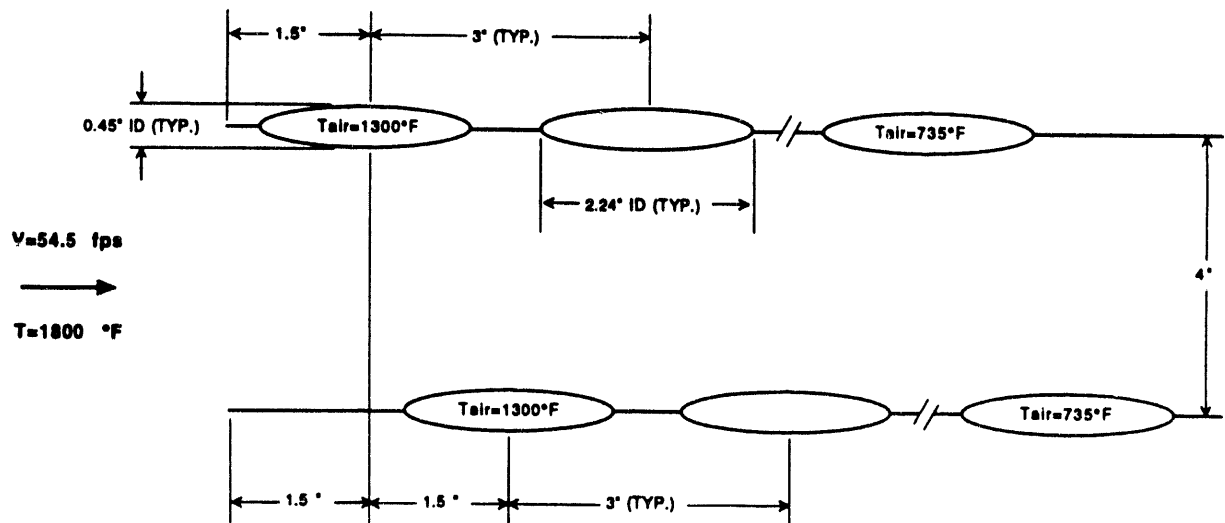 1.5"
3" (TYP.)
0.45" ID (TYP.)
Tair=1300°F
Tair=735°F
2.24" ID (TYP.)
V=54.5 fps
4"
T=1800 °F
Tair=1300°F
Tair=735°F
1.5 "
1.5 "
3" (TYP.)